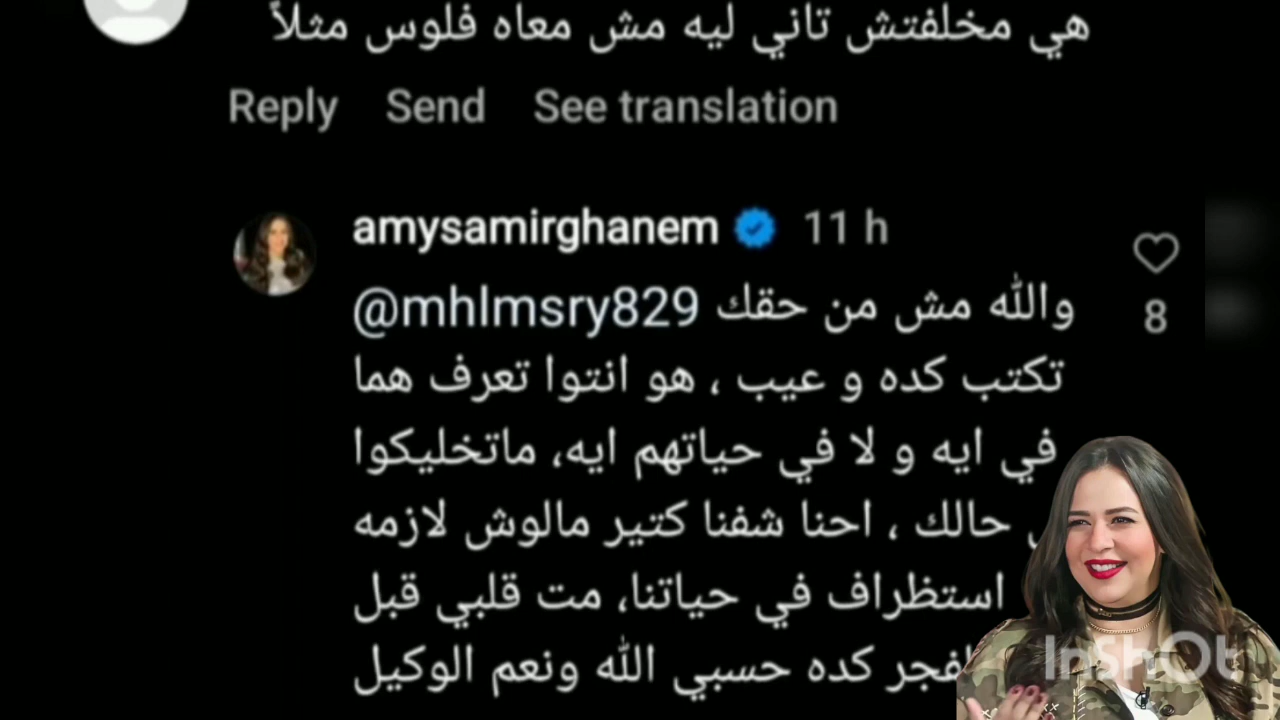 هي مخلفتش تاني ليه مش معاه فلوس مثلاً
Reply Send See translation
amysamirghanem 11 h
@mhlmsry829 والله مش من حقك
8
تكتب كده و عيب ، هو انتوا تعرف هما
في ايه و لا في حياتهم ايه، ماتخليكوا
حالك ، احنا شفنا كتير مالوش لازمه
استظراف في حياتنا، مت قلبي قبل
كده حسبي الله ونعم الوكيل
InShOt